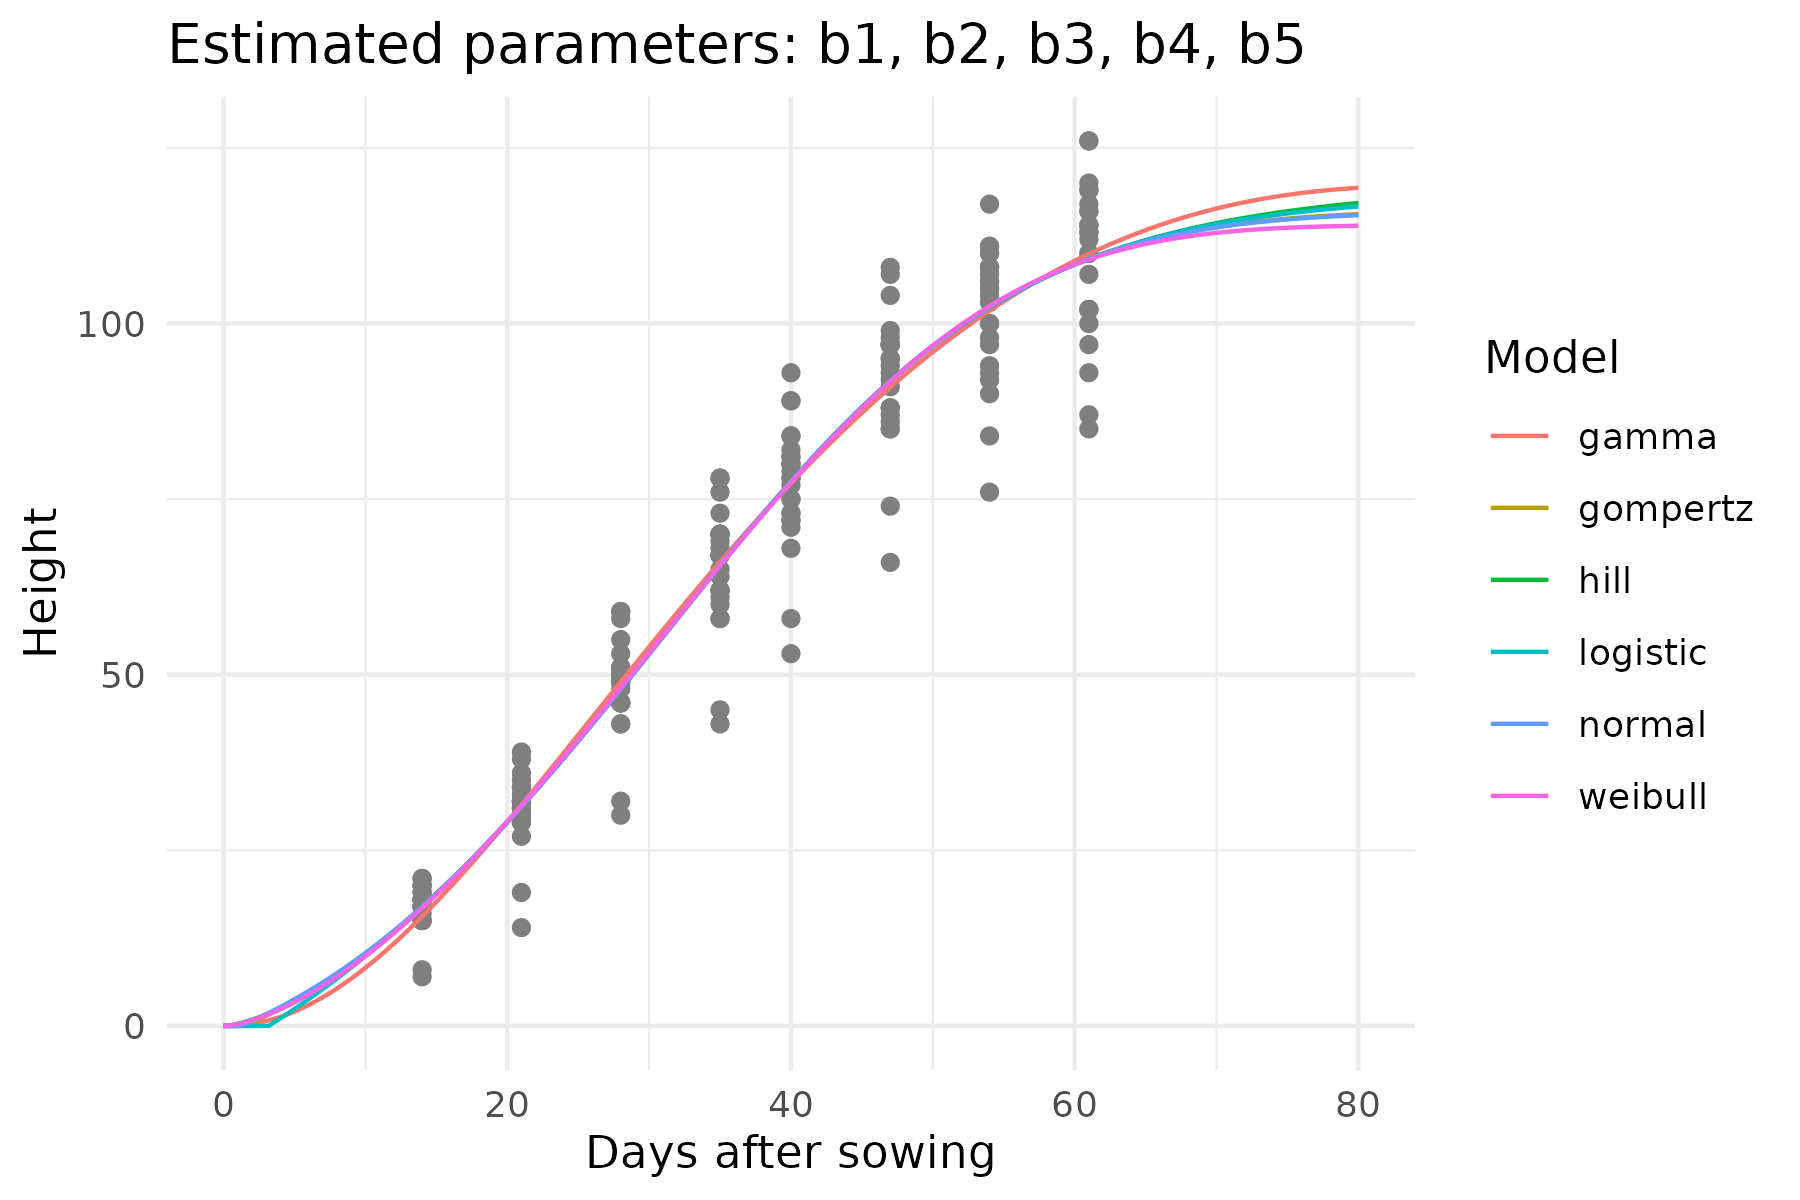 Estimated parameters: b1, b2, b3, b4, b5
100
50
0
Height
0 20 40 60 80
Days after sowing
Model
gamma
gompertz
hill
logistic
normal
weibull